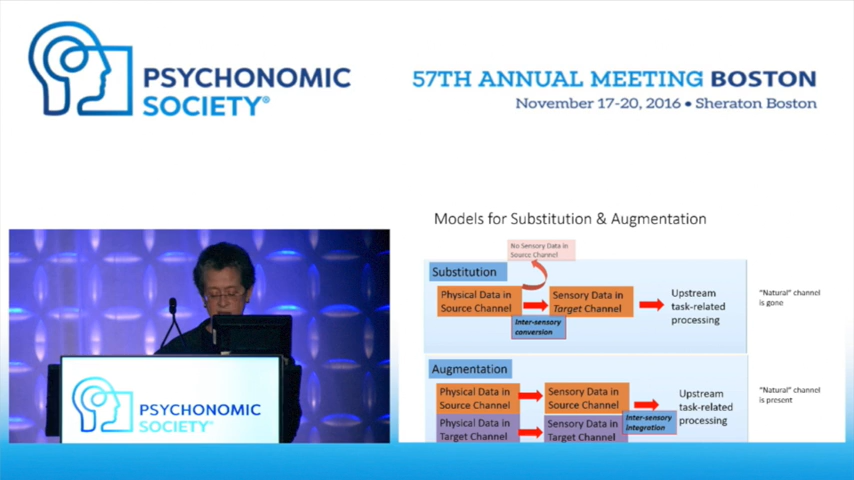 PSYCHONOMIC
SOCIETY®
57TH ANNUAL MEETING BOSTON
November 17-20, 2016 • Sheraton Boston
Models for Substitution & Augmentation
No Sensory Data in
Source Channel
Substitution
Physical Data in
Source Channel
Sensory Data in
Target Channel
Upstream
task-related
processing
"Natural" channel
is gone
Inter-sensory
conversion
Augmentation
Physical Data in
Source Channel
Sensory Data in
Source Channel
Upstream
task-related
processing
"Natural" channel
is present
Inter-sensory
integration
Physical Data in
Target Channel
Sensory Data in
Target Channel
PSYCHONOMIC
SOCIETY®